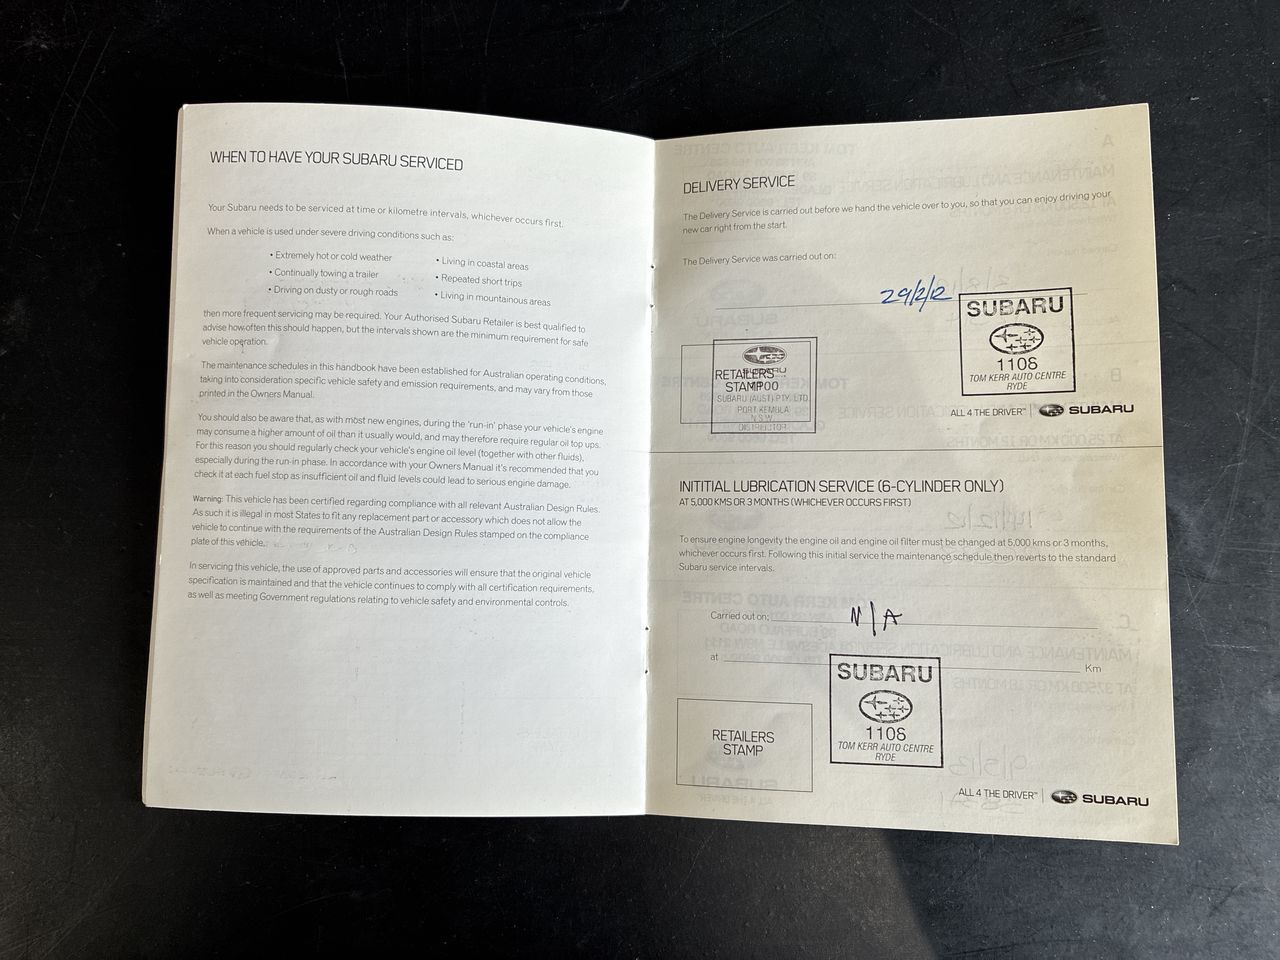 WHEN TO HAVE YOUR SUBARU SERVICED
Your Subaru needs to be serviced at time or kilometre intervals, whichever occurs first.
When a vehicle is used under severe driving conditions such as:
• Extremely hot or cold weather
• Continually towing a trailer
• Driving on dusty or rough roads
• Living in coastal areas
• Repeated short trips
• Living in mountainous areas
then more frequent servicing may be required. Your Authorised Subaru Retailer is best qualified to
advise how often this should happen, but the intervals shown are the minimum requirement for safe
vehicle operation.
The maintenance schedules in this handbook have been established for Australian operating conditions,
taking into consideration specific vehicle safety and emission requirements, and may vary from those
printed in the Owners Manual.
You should also be aware that, as with most new engines, during the 'run-in' phase your vehicle's engine
may consume a higher amount of oil than it usually would, and may therefore require regular oil top ups.
For this reason you should regularly check your vehicle's engine oil level (together with other fluids),
especially during the run-in phase. In accordance with your Owners Manual it's recommended that you
check it at each fuel stop as insufficient oil and fluid levels could lead to serious engine damage.
Warning: This vehicle has been certified regarding compliance with all relevant Australian Design Rules.
As such it is illegal in most States to fit any replacement part or accessory which does not allow the
vehicle to continue with the requirements of the Australian Design Rules stamped on the compliance
plate of this vehicle.
In servicing this vehicle, the use of approved parts and accessories will ensure that the original vehicle
specification is maintained and that the vehicle continues to comply with all certification requirements,
as well as meeting Government regulations relating to vehicle safety and environmental controls.
DELIVERY SERVICE
The Delivery Service is carried out before we hand the vehicle over to you, so that you can enjoy driving your
new car right from the start.
The Delivery Service was carried out on:
29/2/12
SUBARU
1108
TOM KERR AUTO CENTRE
RYDE
RETAILERS
STAMP
SUBARU
SUBARU (AUST) PTY. LTD.
PORT KEMBLA
N.S.W.
DISTRIBUTOR
ALL 4 THE DRIVER™ SUBARU
INITITIAL LUBRICATION SERVICE (6-CYLINDER ONLY)
AT 5,000 KMS OR 3 MONTHS (WHICHEVER OCCURS FIRST)
To ensure engine longevity the engine oil and engine oil filter must be changed at 5,000 kms or 3 months,
whichever occurs first. Following this initial service the maintenance schedule then reverts to the standard
Subaru service intervals.
Carried out on: N/A
at Km
SUBARU
1108
TOM KERR AUTO CENTRE
RYDE
RETAILERS
STAMP
ALL 4 THE DRIVER™ SUBARU